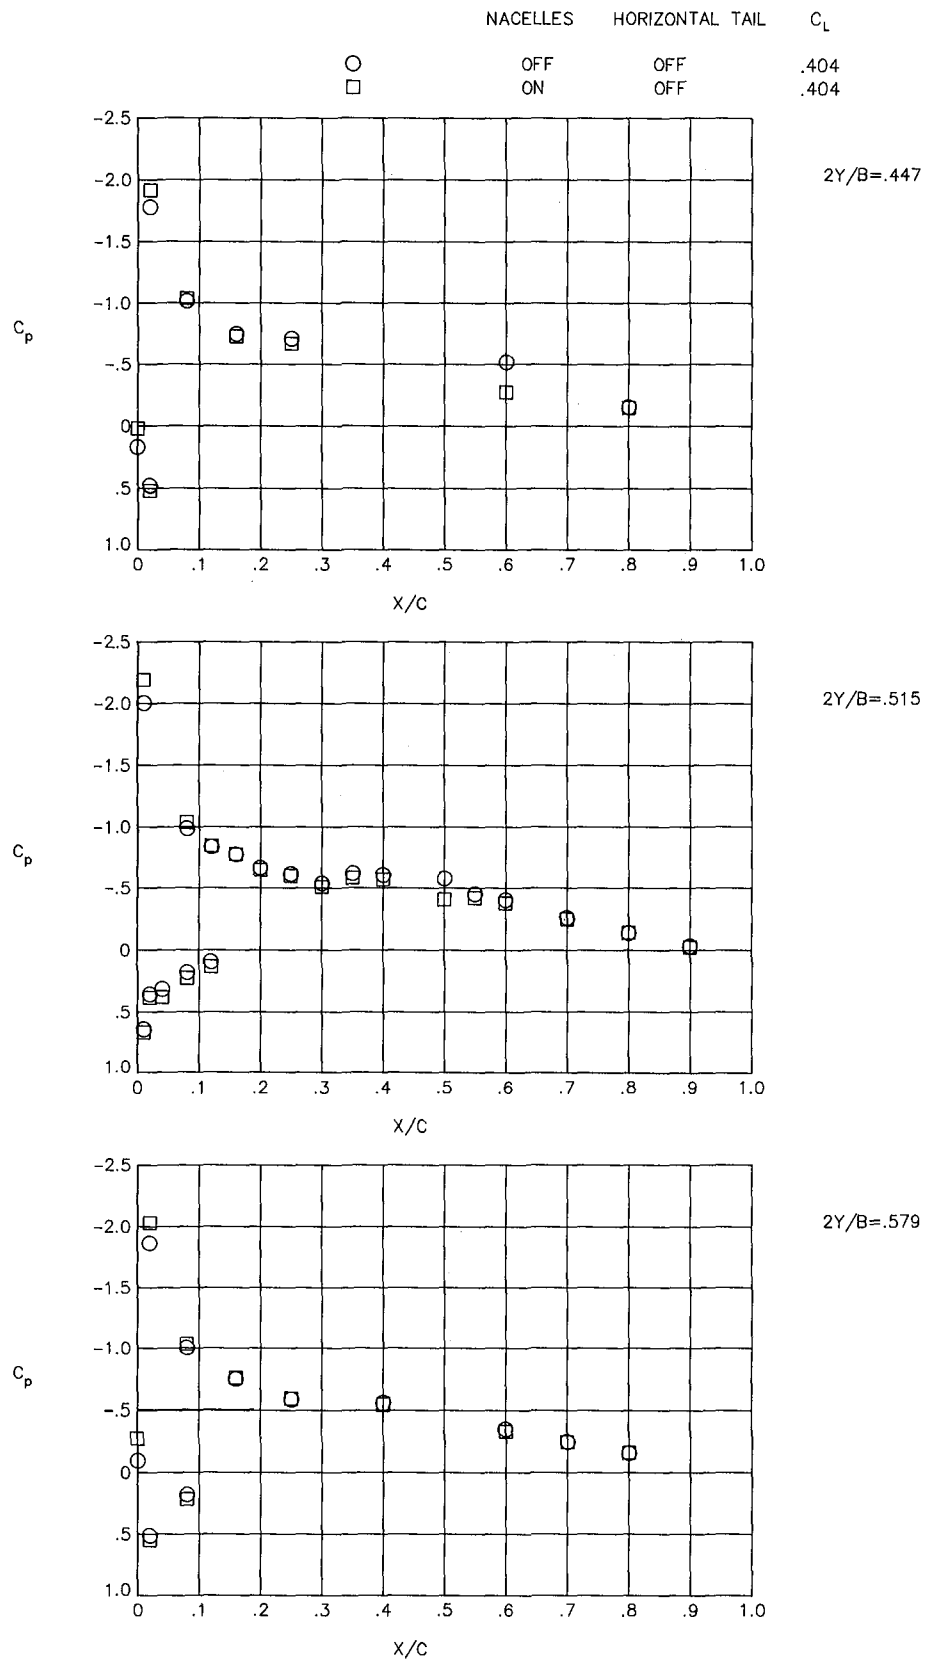 NACELLES HORIZONTAL TAIL CL
OFF OFF .404
ON OFF .404
-2.5
-2.0
-1.5
-1.0
-.5
0
.5
1.0
Cp
0 .1 .2 .3 .4 .5 .6 .7 .8 .9 1.0
X/C
2Y/B=.447
-2.5
-2.0
-1.5
-1.0
-.5
0
.5
1.0
Cp
0 .1 .2 .3 .4 .5 .6 .7 .8 .9 1.0
X/C
2Y/B=.515
-2.5
-2.0
-1.5
-1.0
-.5
0
.5
1.0
Cp
0 .1 .2 .3 .4 .5 .6 .7 .8 .9 1.0
X/C
2Y/B=.579